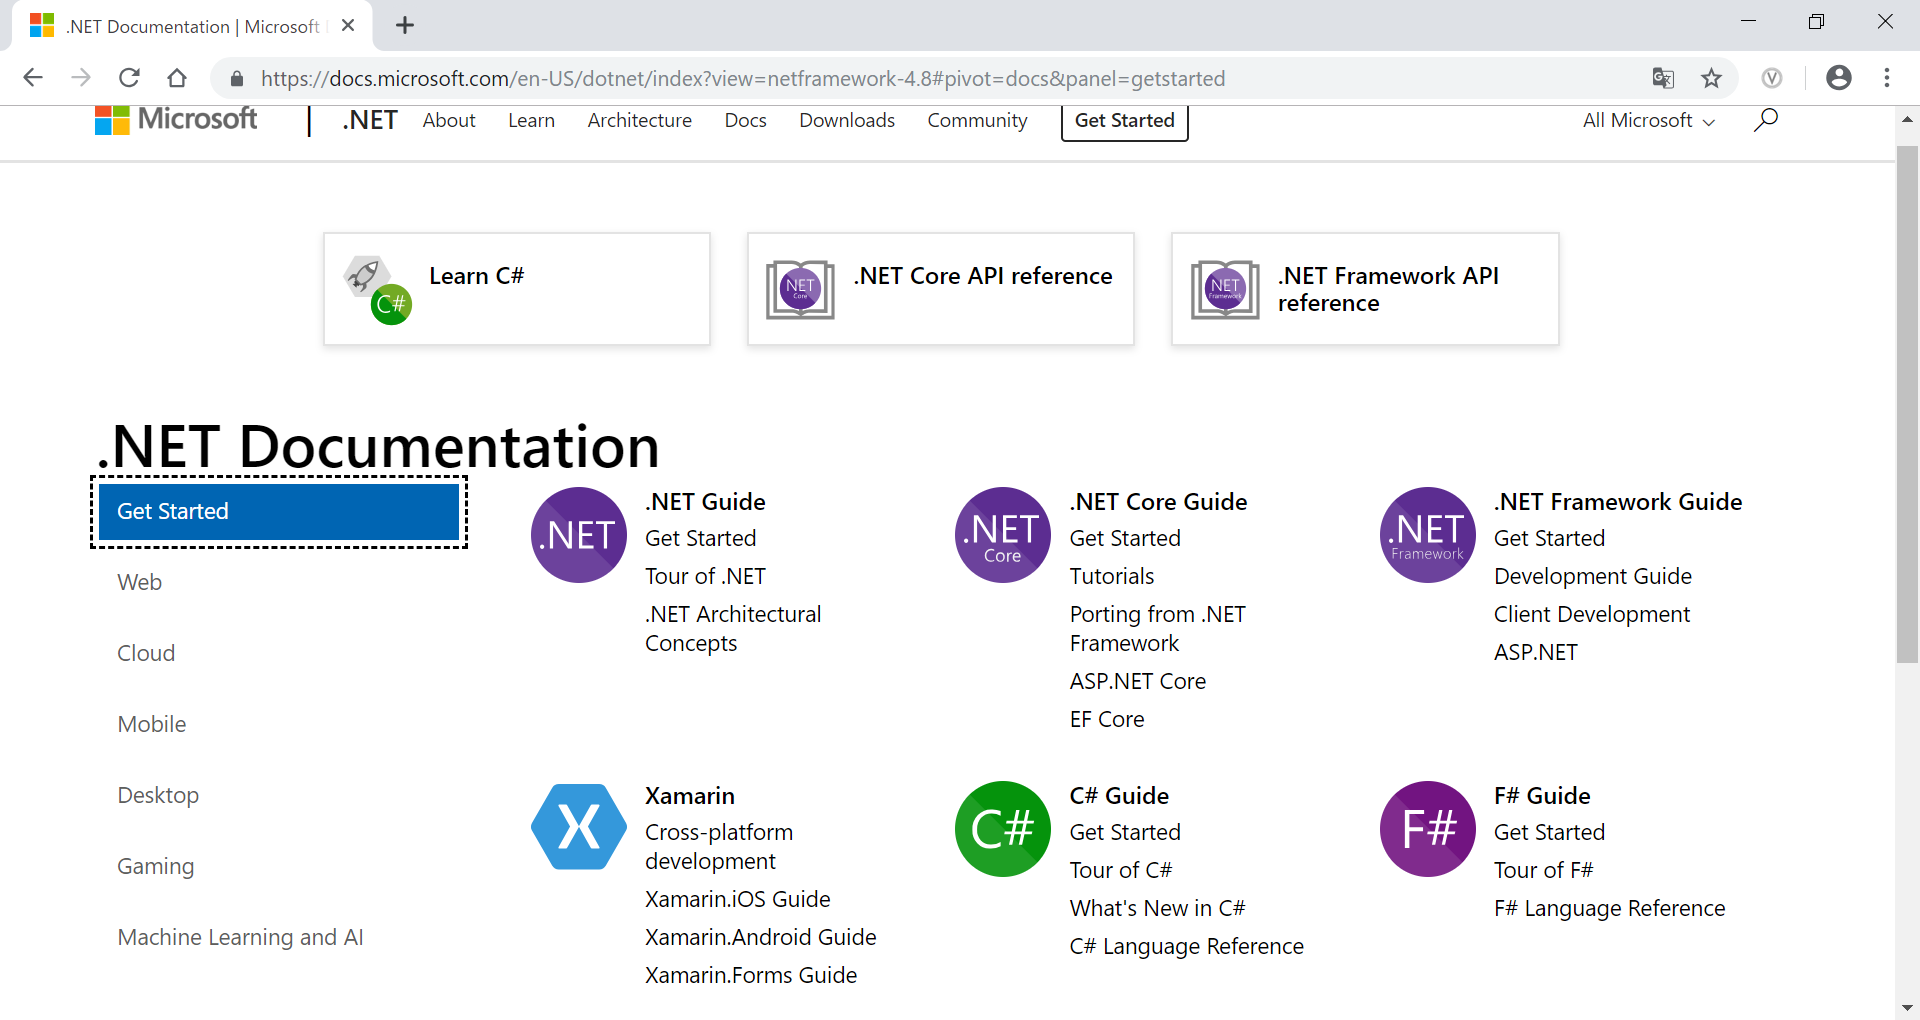 .NET Documentation | Microsoft
https://docs.microsoft.com/en-US/dotnet/index?view=netframework-4.8#pivot=docs&panel=getstarted
Microsoft | .NET About Learn Architecture Docs Downloads Community Get Started All Microsoft
Learn C#
C#
.NET Core API reference
NET
Core
.NET Framework API
reference
NET
Framework
.NET Documentation
Get Started
Web
Cloud
Mobile
Desktop
Gaming
Machine Learning and AI
.NET
.NET Guide
Get Started
Tour of .NET
.NET Architectural
Concepts
.NET
Core
.NET Core Guide
Get Started
Tutorials
Porting from .NET
Framework
ASP.NET Core
EF Core
.NET
Framework
.NET Framework Guide
Get Started
Development Guide
Client Development
ASP.NET
X
Xamarin
Cross-platform
development
Xamarin.iOS Guide
Xamarin.Android Guide
Xamarin.Forms Guide
C#
C# Guide
Get Started
Tour of C#
What's New in C#
C# Language Reference
F#
F# Guide
Get Started
Tour of F#
F# Language Reference